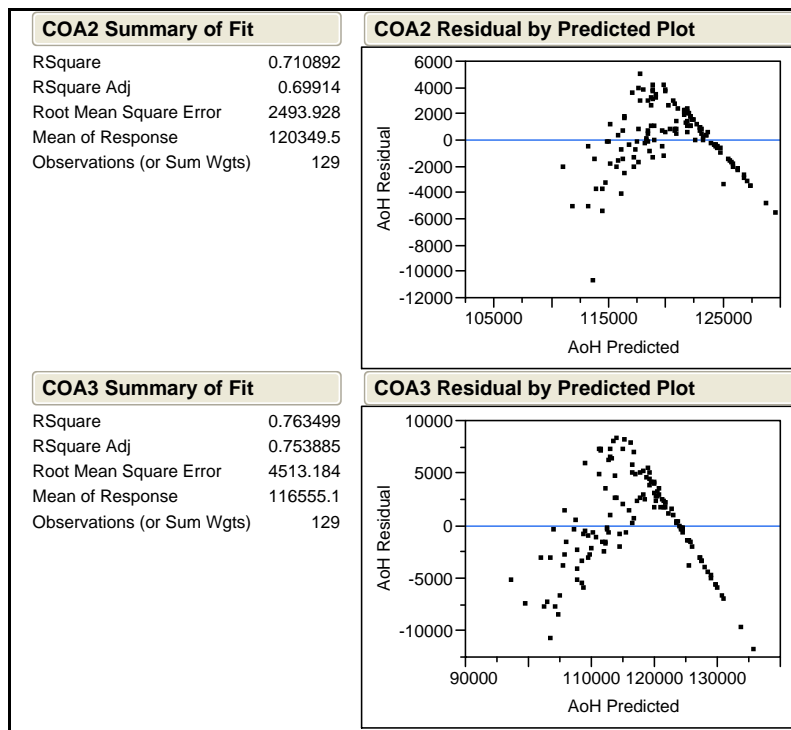 COA2 Summary of Fit
RSquare 0.710892
RSquare Adj 0.69914
Root Mean Square Error 2493.928
Mean of Response 120349.5
Observations (or Sum Wgts) 129
COA2 Residual by Predicted Plot
6000
4000
2000
0
-2000
-4000
-6000
-8000
-10000
-12000
AoH Residual
105000 115000 125000
AoH Predicted
COA3 Summary of Fit
RSquare 0.763499
RSquare Adj 0.753885
Root Mean Square Error 4513.184
Mean of Response 116555.1
Observations (or Sum Wgts) 129
COA3 Residual by Predicted Plot
10000
5000
0
-5000
-10000
AoH Residual
90000 110000 120000 130000
AoH Predicted